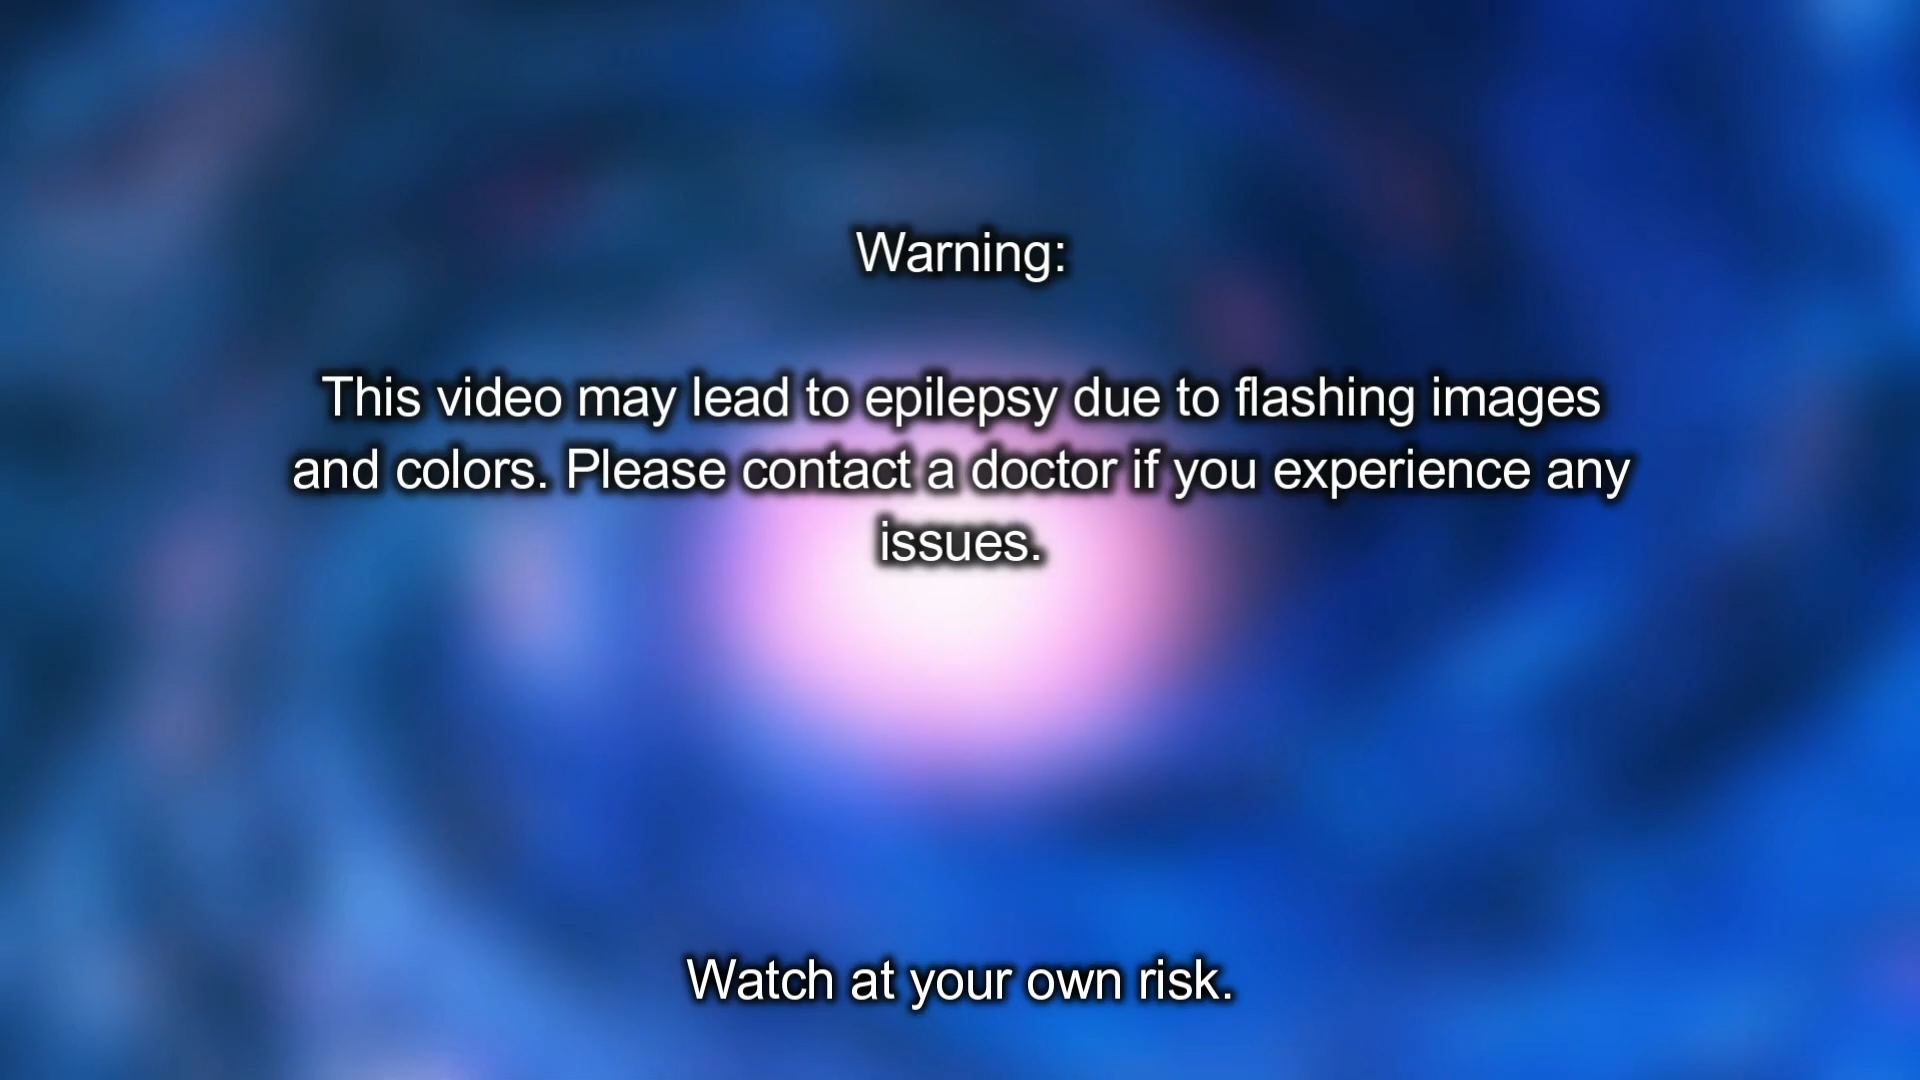 Warning:
This video may lead to epilepsy due to flashing images
and colors. Please contact a doctor if you experience any
issues.
Watch at your own risk.